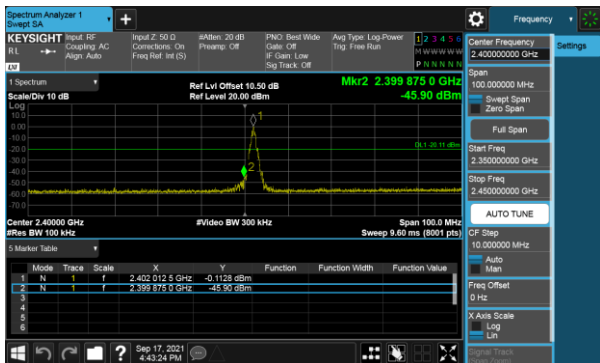 Spectrum Analyzer 1
Swept SA
Frequency
KEYSIGHT
RL
LXI
Input: RF
Coupling: AC
Align: Auto
Input Z: 50 Ω
Corrections: On
Freq Ref: Int (S)
#Atten: 20 dB
Preamp: Off
PNO: Best Wide
Gate: Off
IF Gain: Low
Sig Track: Off
Avg Type: Log-Power
Trig: Free Run
1 2 3 4 5 6
M W W W W W
P N N N N N
Center Frequency
2.400000000 GHz
Settings
Span
100.000000 MHz
Swept Span
Zero Span
Full Span
Start Freq
2.350000000 GHz
Stop Freq
2.450000000 GHz
AUTO TUNE
CF Step
10.000000 MHz
Auto
Man
Freq Offset
0 Hz
X Axis Scale
Log
Lin
Signal Track
1 Spectrum
Scale/Div 10 dB
Ref Lvl Offset 10.50 dB
Ref Level 20.00 dBm
Mkr2 2.399 875 0 GHz
-45.90 dBm
Log
10.0
0.00
-10.0
-20.0
-30.0
-40.0
-50.0
-60.0
-70.0
1
2
DL1 -20.11 dBm
Center 2.40000 GHz
#Res BW 100 kHz
#Video BW 300 kHz
Span 100.0 MHz
Sweep 9.60 ms (8001 pts)
5 Marker Table
Mode Trace Scale X Y Function Function Width Function Value
1 N 1 f 2.402 012 5 GHz -0.1128 dBm
2 N 1 f 2.399 875 0 GHz -45.90 dBm
3
4
5
6
?
Sep 17, 2021
4:43:24 PM